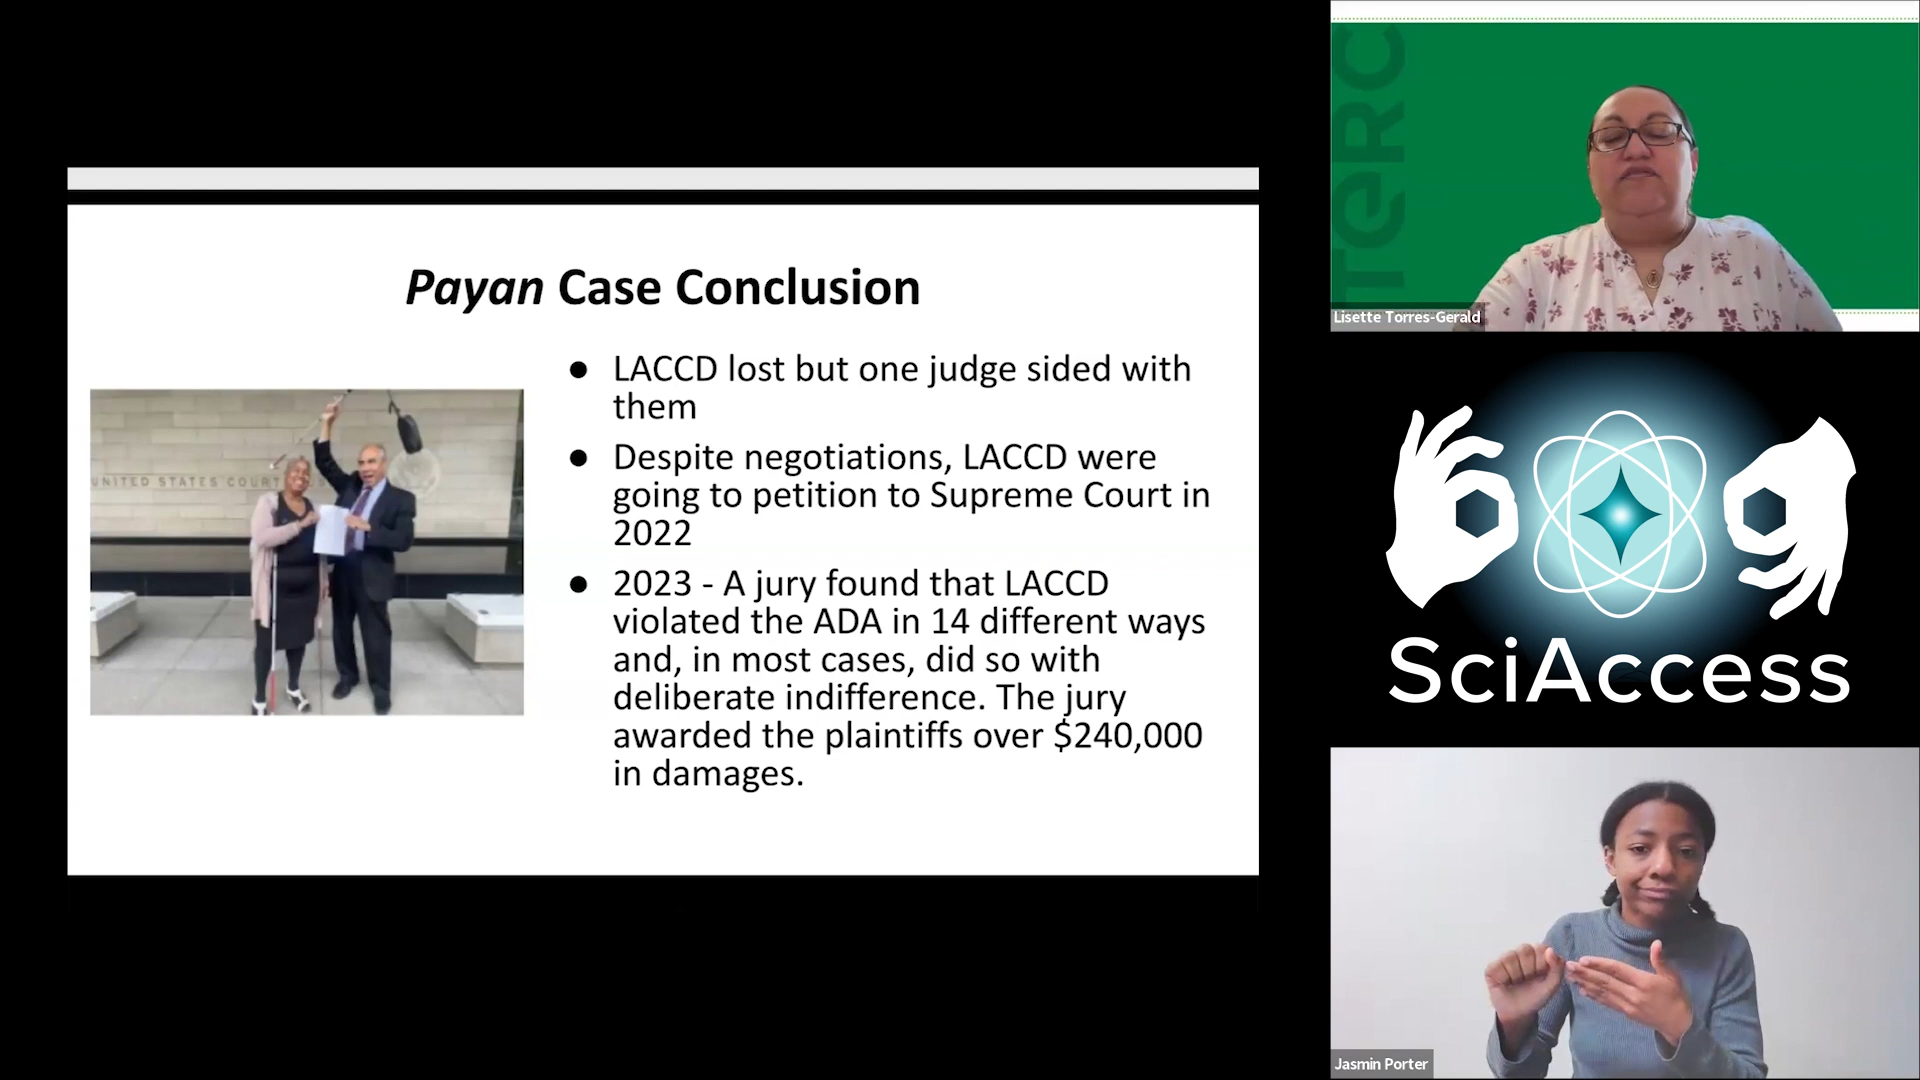 Payan Case Conclusion
● LACCD lost but one judge sided with
them
● Despite negotiations, LACCD were
going to petition to Supreme Court in
2022
● 2023 - A jury found that LACCD
violated the ADA in 14 different ways
and, in most cases, did so with
deliberate indifference. The jury
awarded the plaintiffs over $240,000
in damages.
UNITED STATES COURT
TERC
Lisette Torres-Gerald
SciAccess
Jasmin Porter